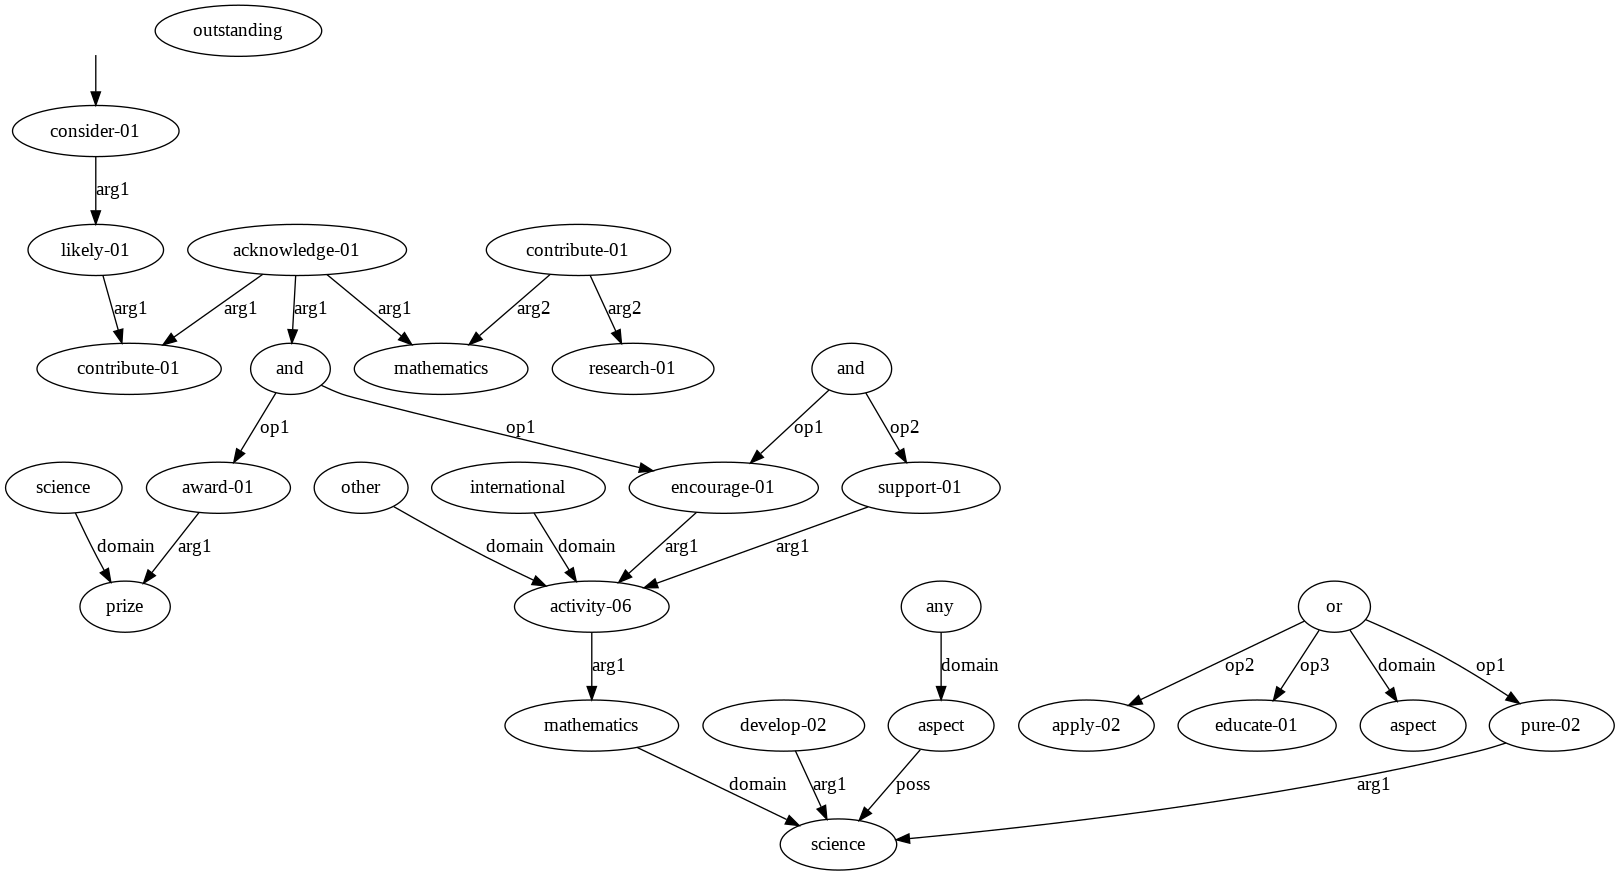 outstanding
consider-01
arg1
likely-01 acknowledge-01 contribute-01
arg1 arg1 arg1 arg1 arg2 arg2
contribute-01 and mathematics research-01 and
op1 op1 op1 op2
science award-01 other international encourage-01 support-01
domain arg1 domain domain arg1 arg1
prize activity-06 any or
arg1 domain op2 op3 domain op1
mathematics develop-02 aspect apply-02 educate-01 aspect pure-02
domain arg1 poss arg1
science